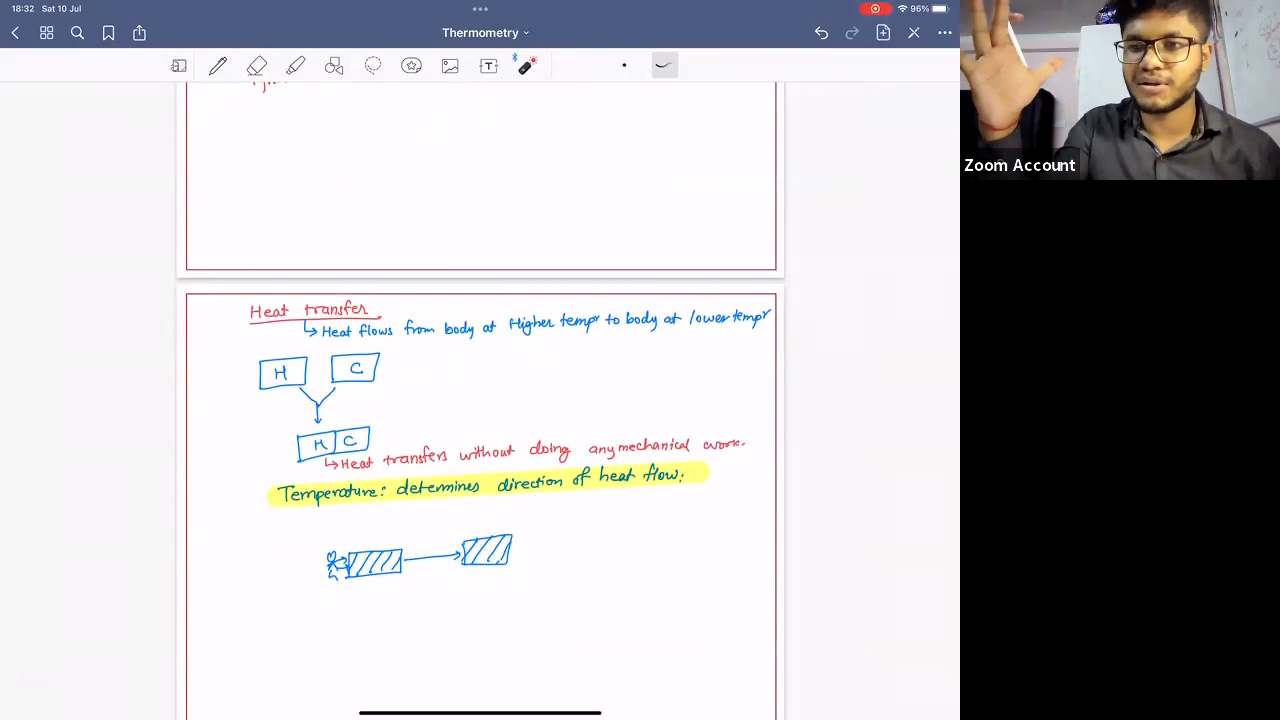 18:32 Sat 10 Jul
96%
Thermometry
T
Zoom Account
Heat transfer
↳ Heat flows from body at Higher tempr to body at lower tempr
H C
H C
↳ Heat transfers without doing any mechanical work.
Temperature: determines direction of heat flow.